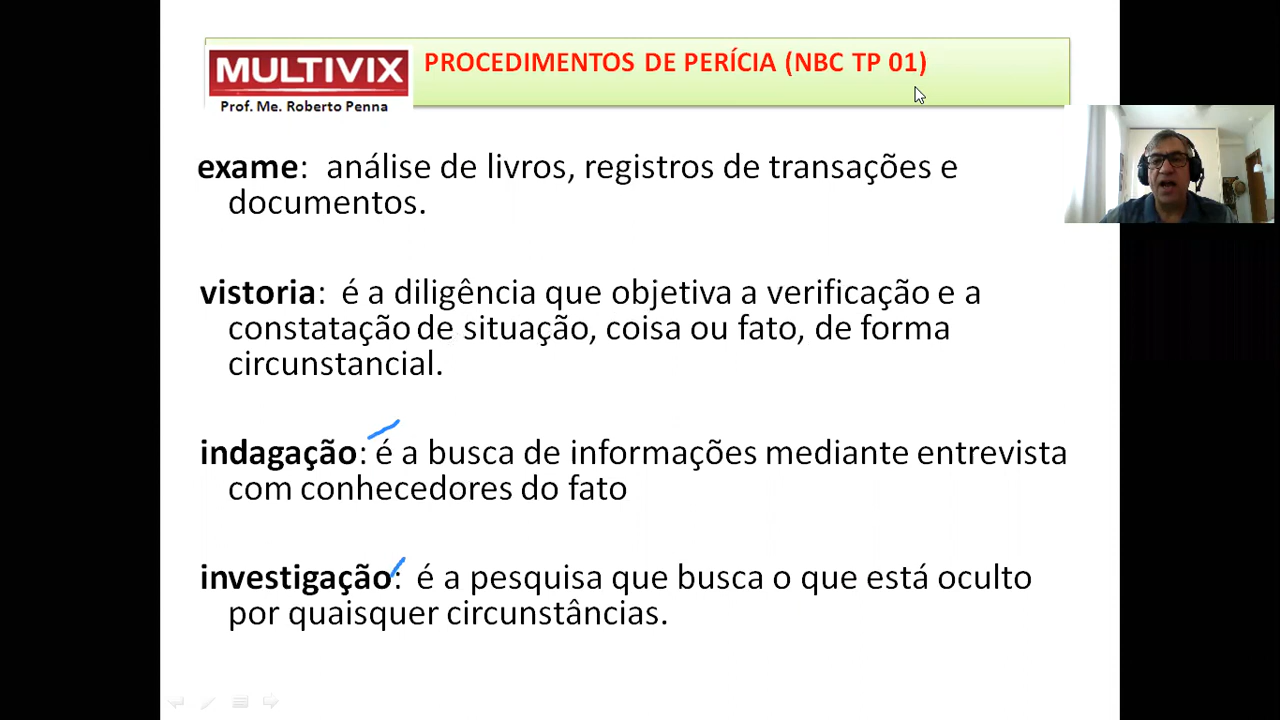 MULTIVIX
Prof. Me. Roberto Penna
PROCEDIMENTOS DE PERÍCIA (NBC TP 01)
exame: análise de livros, registros de transações e
documentos.
vistoria: é a diligência que objetiva a verificação e a
constatação de situação, coisa ou fato, de forma
circunstancial.
indagação: é a busca de informações mediante entrevista
com conhecedores do fato
investigação: é a pesquisa que busca o que está oculto
por quaisquer circunstâncias.